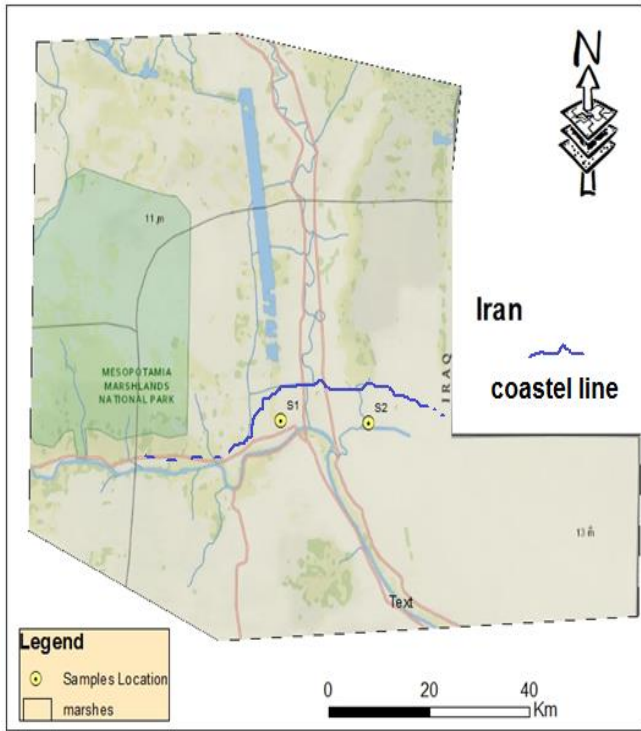 N
11 m
Iran
IRAQ
coastel line
MESOPOTAMIA
MARSHLANDS
NATIONAL PARK
S1
S2
13 m
Text
Legend
Samples Location
marshes
0 20 40
Km